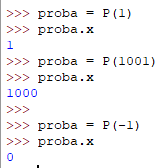 >>> proba = P(1)
>>> proba.x
1
>>> proba = P(1001)
>>> proba.x
1000
>>>
>>> proba = P(-1)
>>> proba.x
0